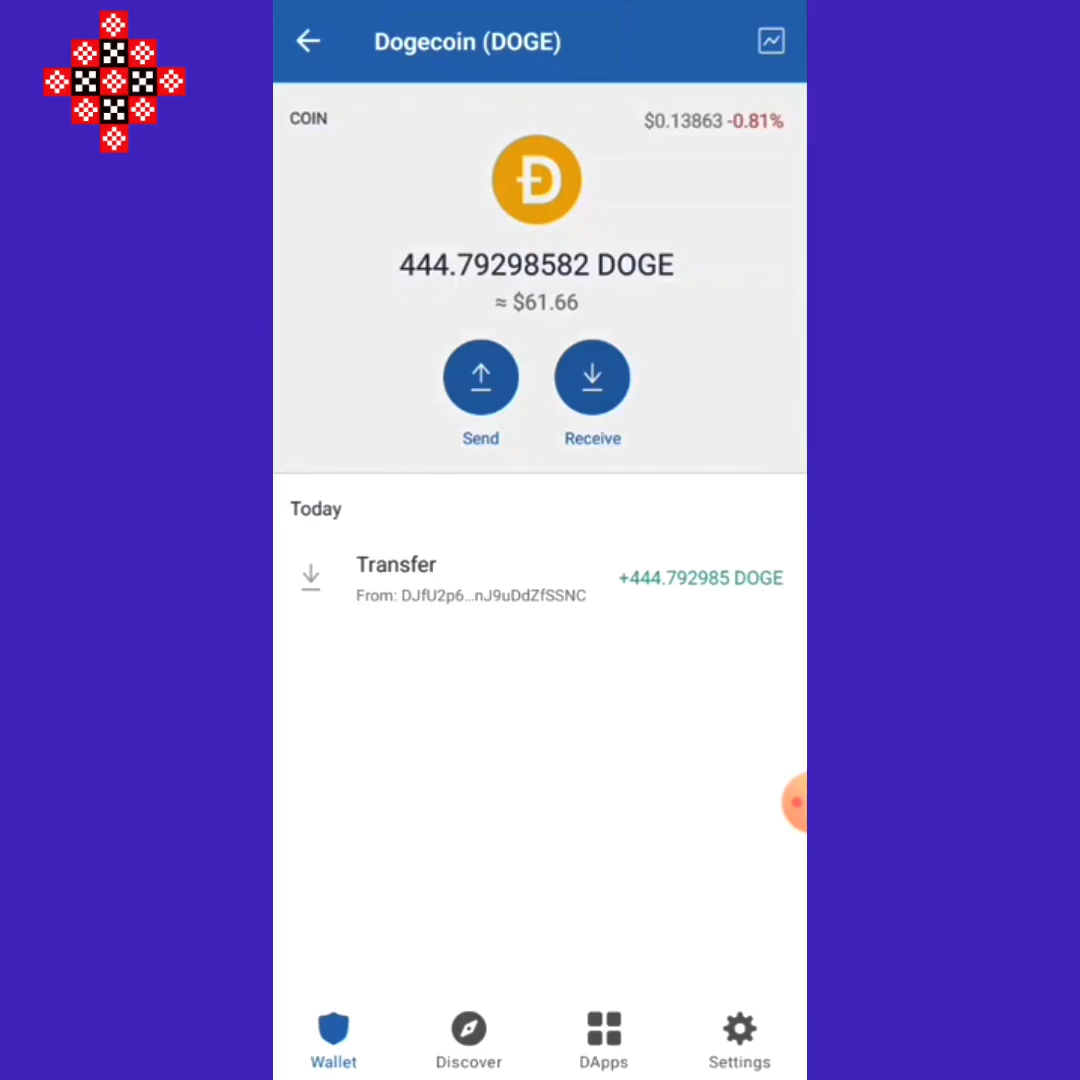 Dogecoin (DOGE)
COIN
$0.13863 -0.81%
444.79298582 DOGE
≈ $61.66
Send
Receive
Today
Transfer
+444.792985 DOGE
From: DJfU2p6...nJ9uDdZfSSNC
Wallet
Discover
DApps
Settings